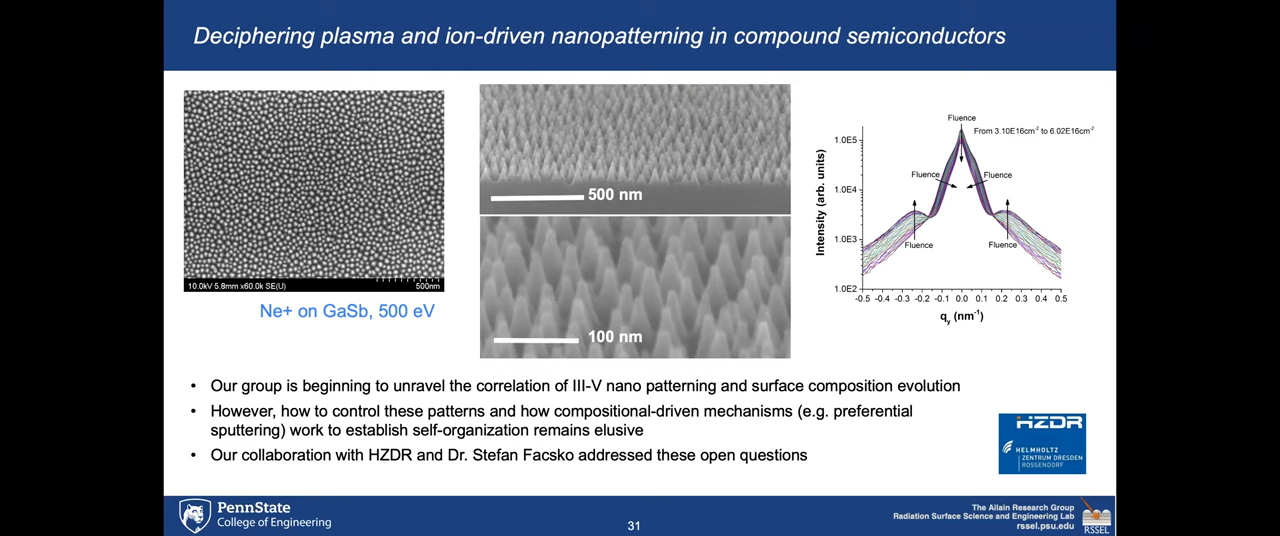 Deciphering plasma and ion-driven nanopatterning in compound semiconductors
10.0kV 5.8mm x60.0k SE(U)
500nm
Ne+ on GaSb, 500 eV
500 nm
100 nm
Fluence
From 3.10E16cm-2 to 6.02E16cm-2
Fluence
Fluence
Fluence
Fluence
Intensity (arb. units)
1.0E5
1.0E4
1.0E3
1.0E2
-0.5 -0.4 -0.3 -0.2 -0.1 0.0 0.1 0.2 0.3 0.4 0.5
qy (nm-1)
• Our group is beginning to unravel the correlation of III-V nano patterning and surface composition evolution
• However, how to control these patterns and how compositional-driven mechanisms (e.g. preferential
sputtering) work to establish self-organization remains elusive
• Our collaboration with HZDR and Dr. Stefan Facsko addressed these open questions
HZDR
HELMHOLTZ
ZENTRUM DRESDEN
ROSSENDORF
PennState
College of Engineering
31
The Allain Research Group
Radiation Surface Science and Engineering Lab
rssel.psu.edu
RSSEL